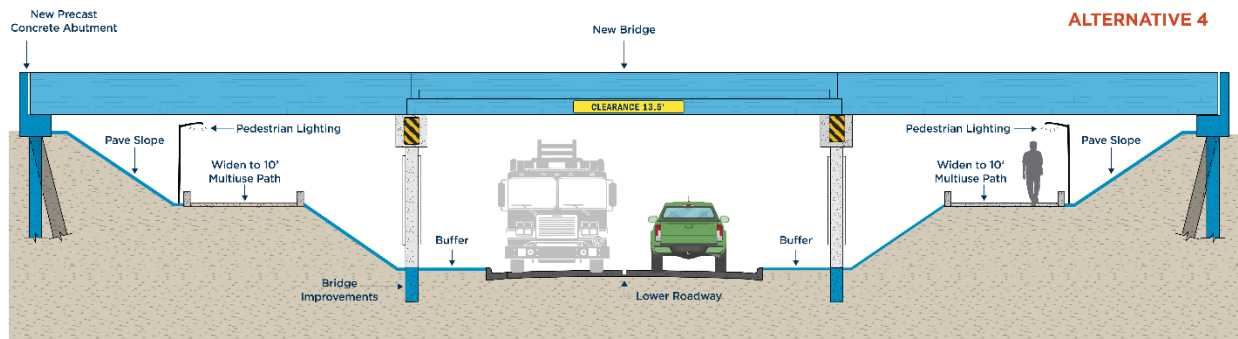 New Precast
Concrete Abutment
New Bridge
ALTERNATIVE 4
CLEARANCE 13.5'
Pedestrian Lighting
Pedestrian Lighting
Pave Slope
Pave Slope
Widen to 10'
Multiuse Path
Widen to 10'
Multiuse Path
Buffer
Buffer
Bridge
Improvements
Lower Roadway